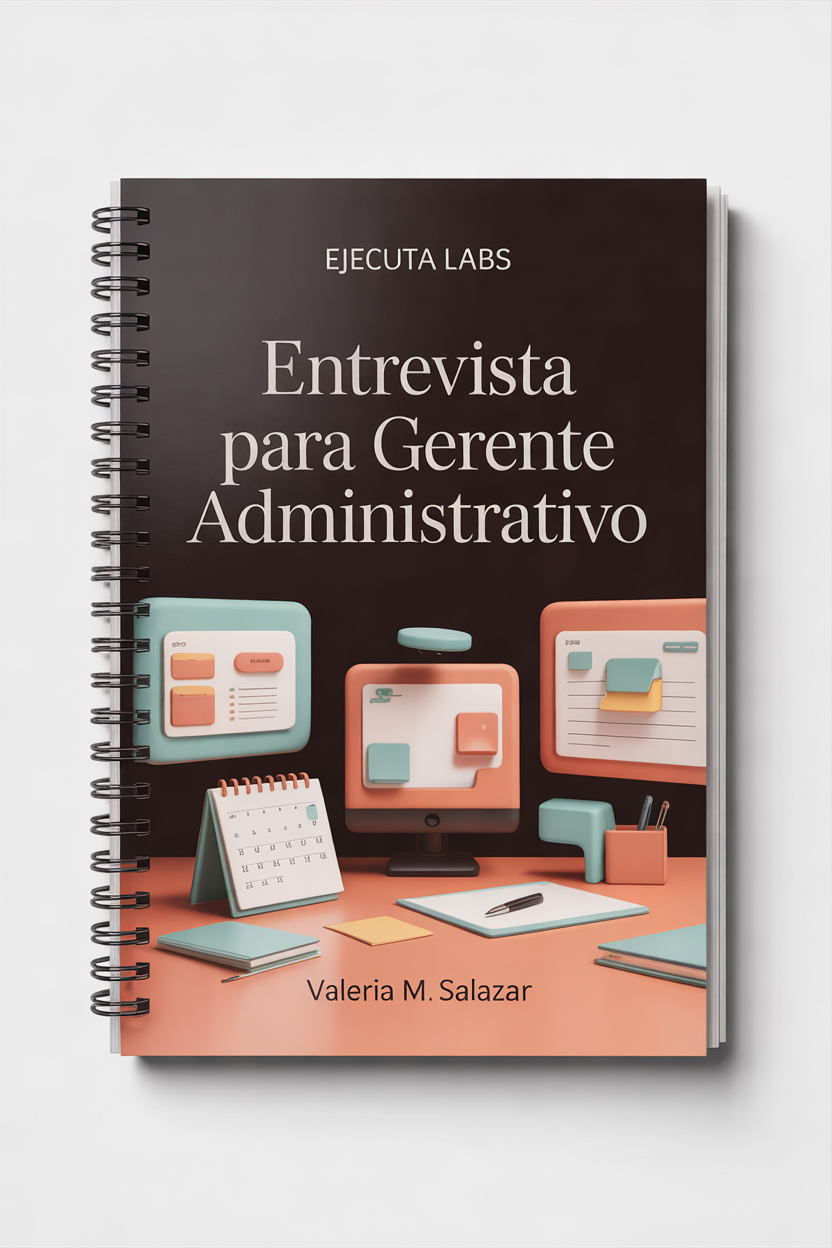 EJECUTA LABS
Entrevista
para Gerente
Administrativo
Valeria M. Salazar